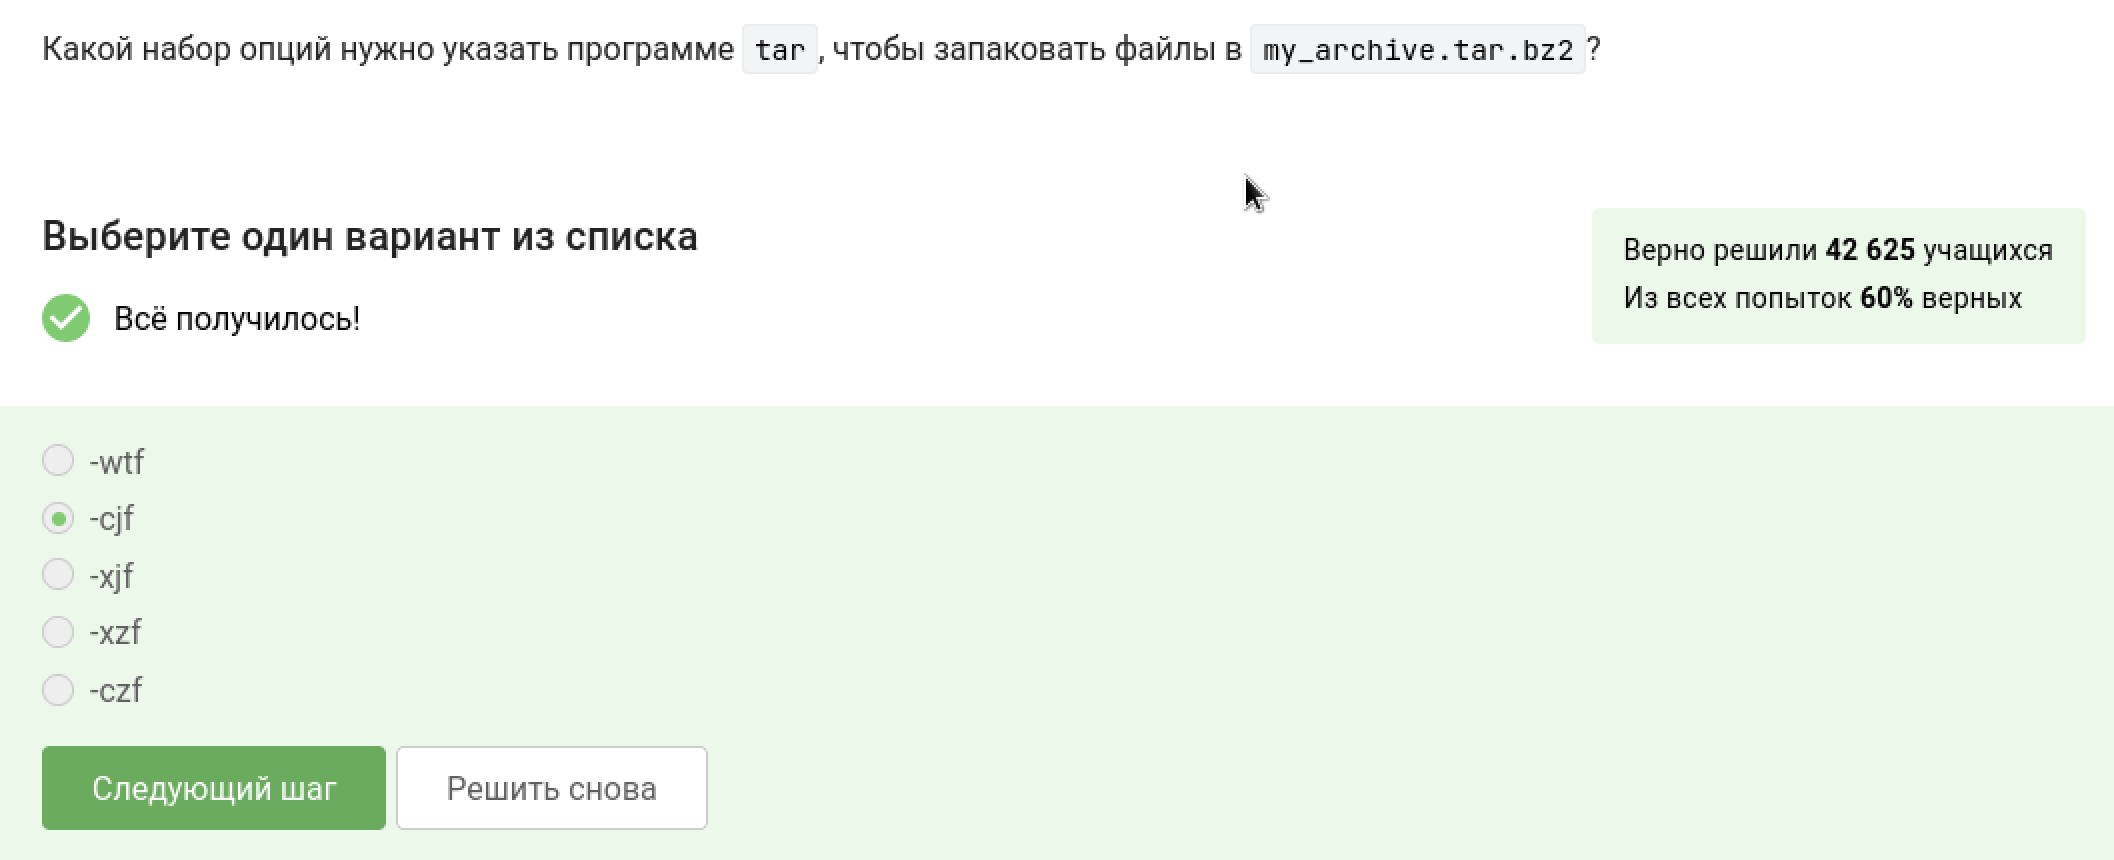 Какой набор опций нужно указать программе tar, чтобы запаковать файлы в my_archive.tar.bz2?
Выберите один вариант из списка
Всё получилось!
Верно решили 42 625 учащихся
Из всех попыток 60% верных
-wtf
-cjf
-xjf
-xzf
-czf
Следующий шаг
Решить снова